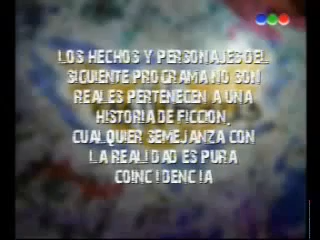 LOS HECHOS Y PERSONAJES DEL
SIGUIENTE PROGRAMA NO SON
REALES PERTENECEN A UNA
HISTORIA DE FICCION,
CUALQUIER SEMEJANZA CON
LA REALIDAD ES PURA
COINCIDENCIA